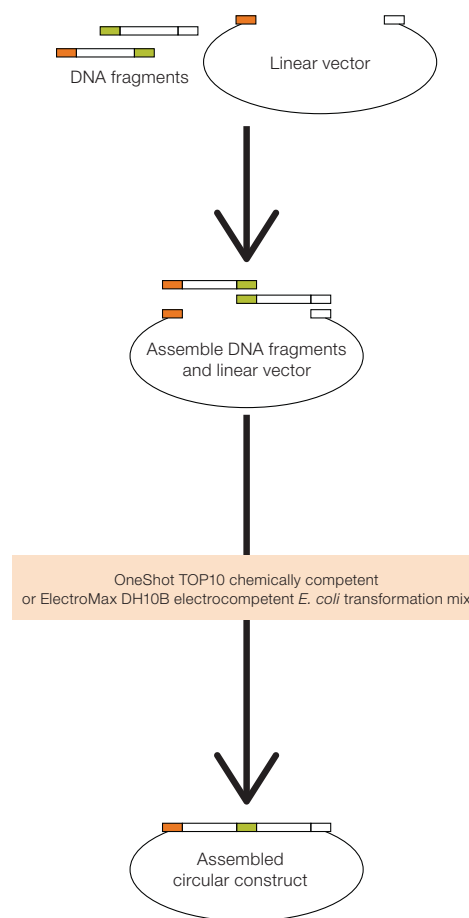 DNA fragments
Linear vector
Assemble DNA fragments
and linear vector
OneShot TOP10 chemically competent
or ElectroMax DH10B electrocompetent E. coli transformation mix
Assembled
circular construct